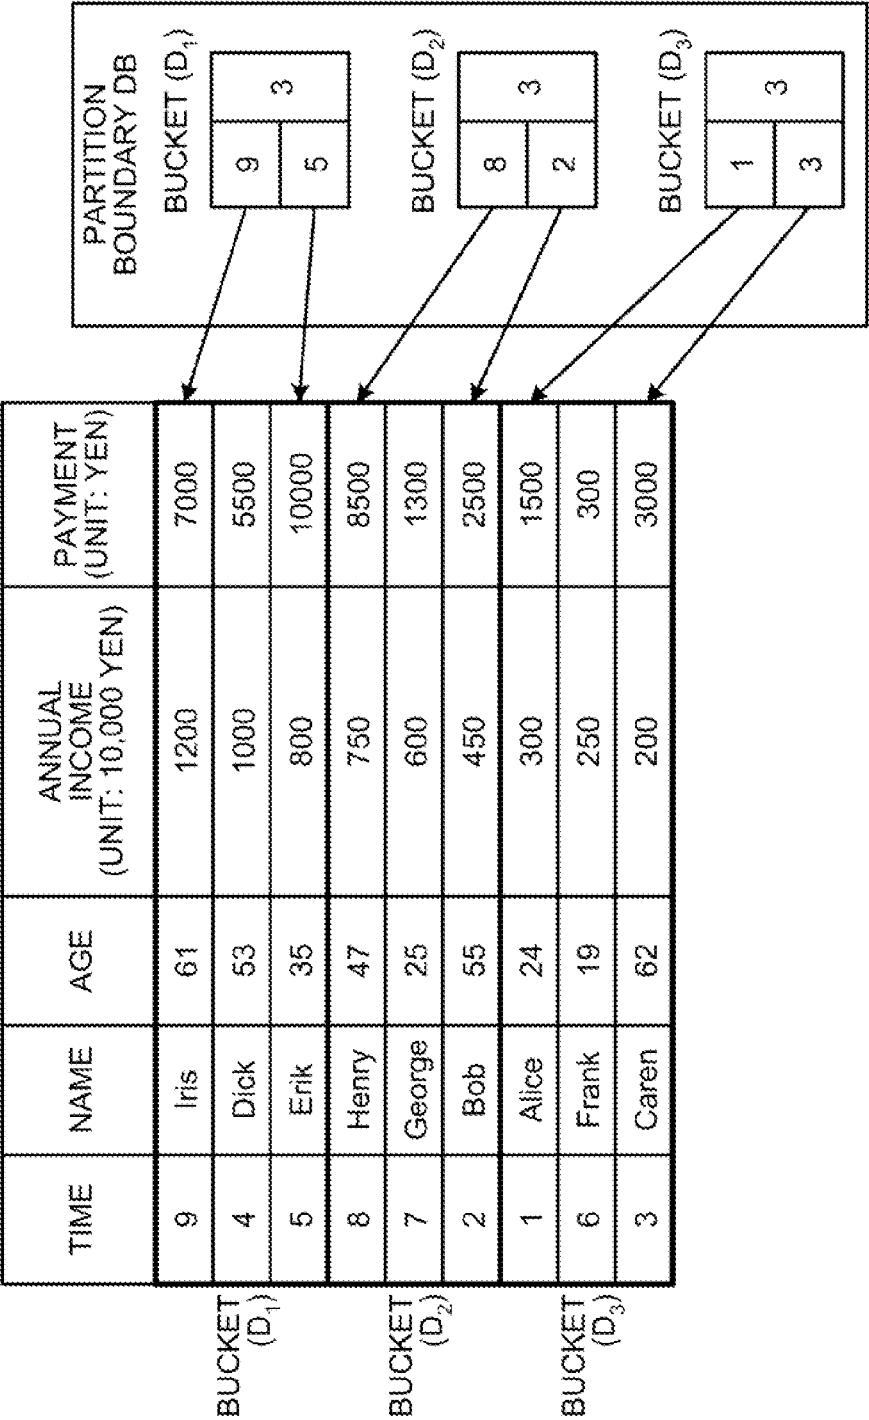 TIME NAME AGE ANNUAL INCOME (UNIT: 10,000 YEN) PAYMENT (UNIT: YEN)
BUCKET (D1)
9 Iris 61 1200 7000
4 Dick 53 1000 5500
5 Erik 35 800 10000
BUCKET (D2)
8 Henry 47 750 8500
7 George 25 600 1300
2 Bob 55 450 2500
BUCKET (D3)
1 Alice 24 300 1500
6 Frank 19 250 300
3 Caren 62 200 3000
PARTITION
BOUNDARY DB
BUCKET (D1)
9 3
5
BUCKET (D2)
8 3
2
BUCKET (D3)
1 3
3